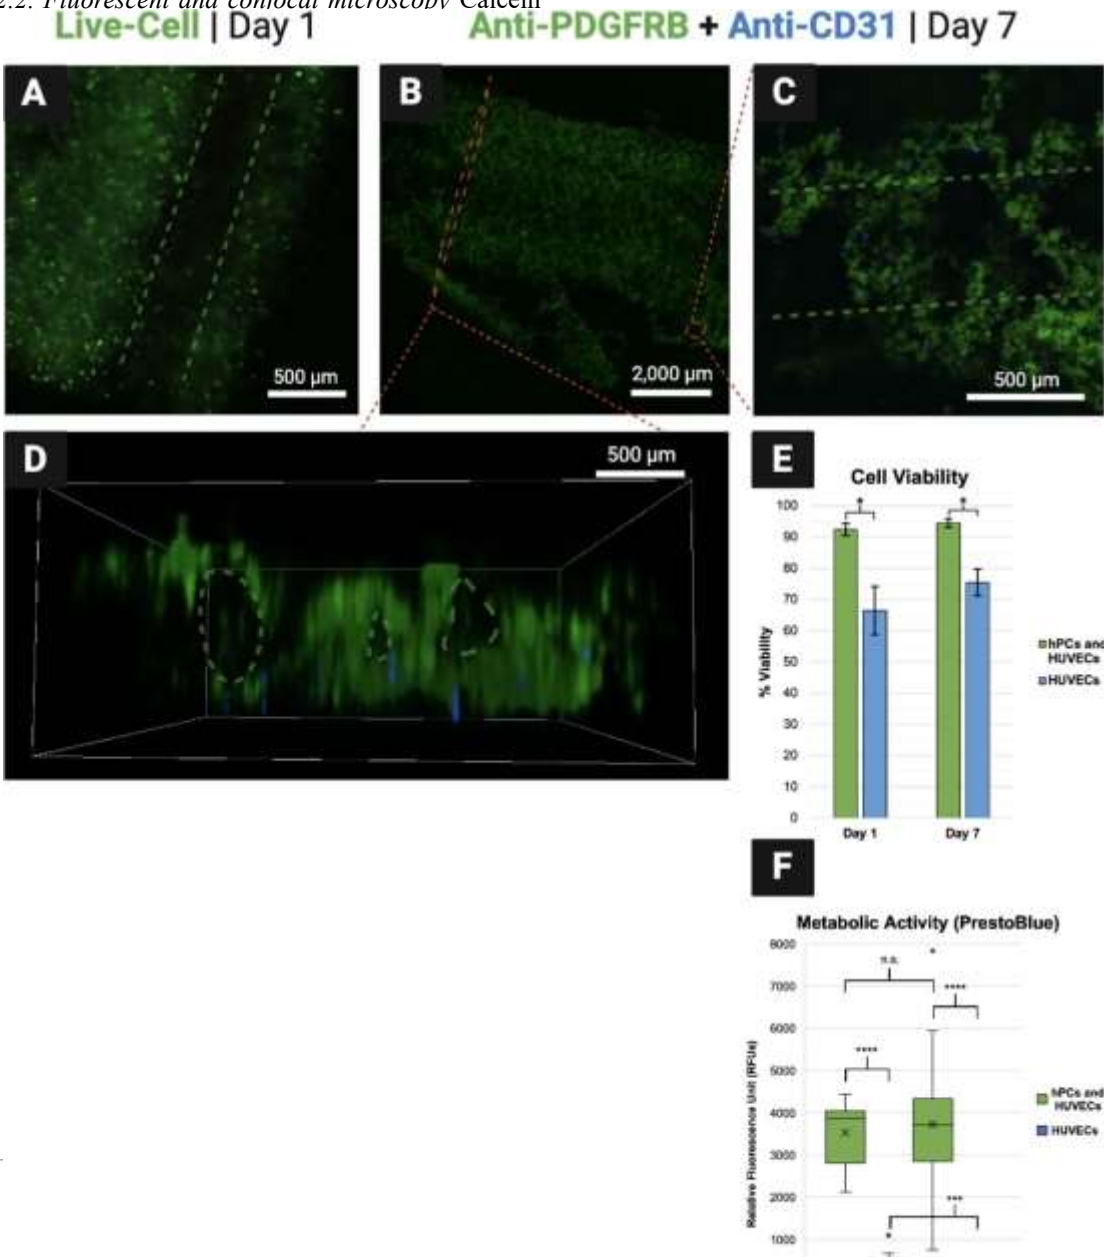 2.2. Fluorescent and confocal microscopy Calcein
Live-Cell | Day 1
Anti-PDGFRB + Anti-CD31 | Day 7
A
500 µm
B
2,000 µm
C
500 µm
D
500 µm
E
Cell Viability
100
90
80
70
60
50
40
30
20
10
0
% Viability
*
*
Day 1
Day 7
hPCs and
HUVECs
HUVECs
F
Metabolic Activity (PrestoBlue)
8000
7000
6000
5000
4000
3000
2000
1000
Relative Fluorescence Unit (RFUs)
n.s.
*
****
****
***
*
hPCs and
HUVECs
HUVECs